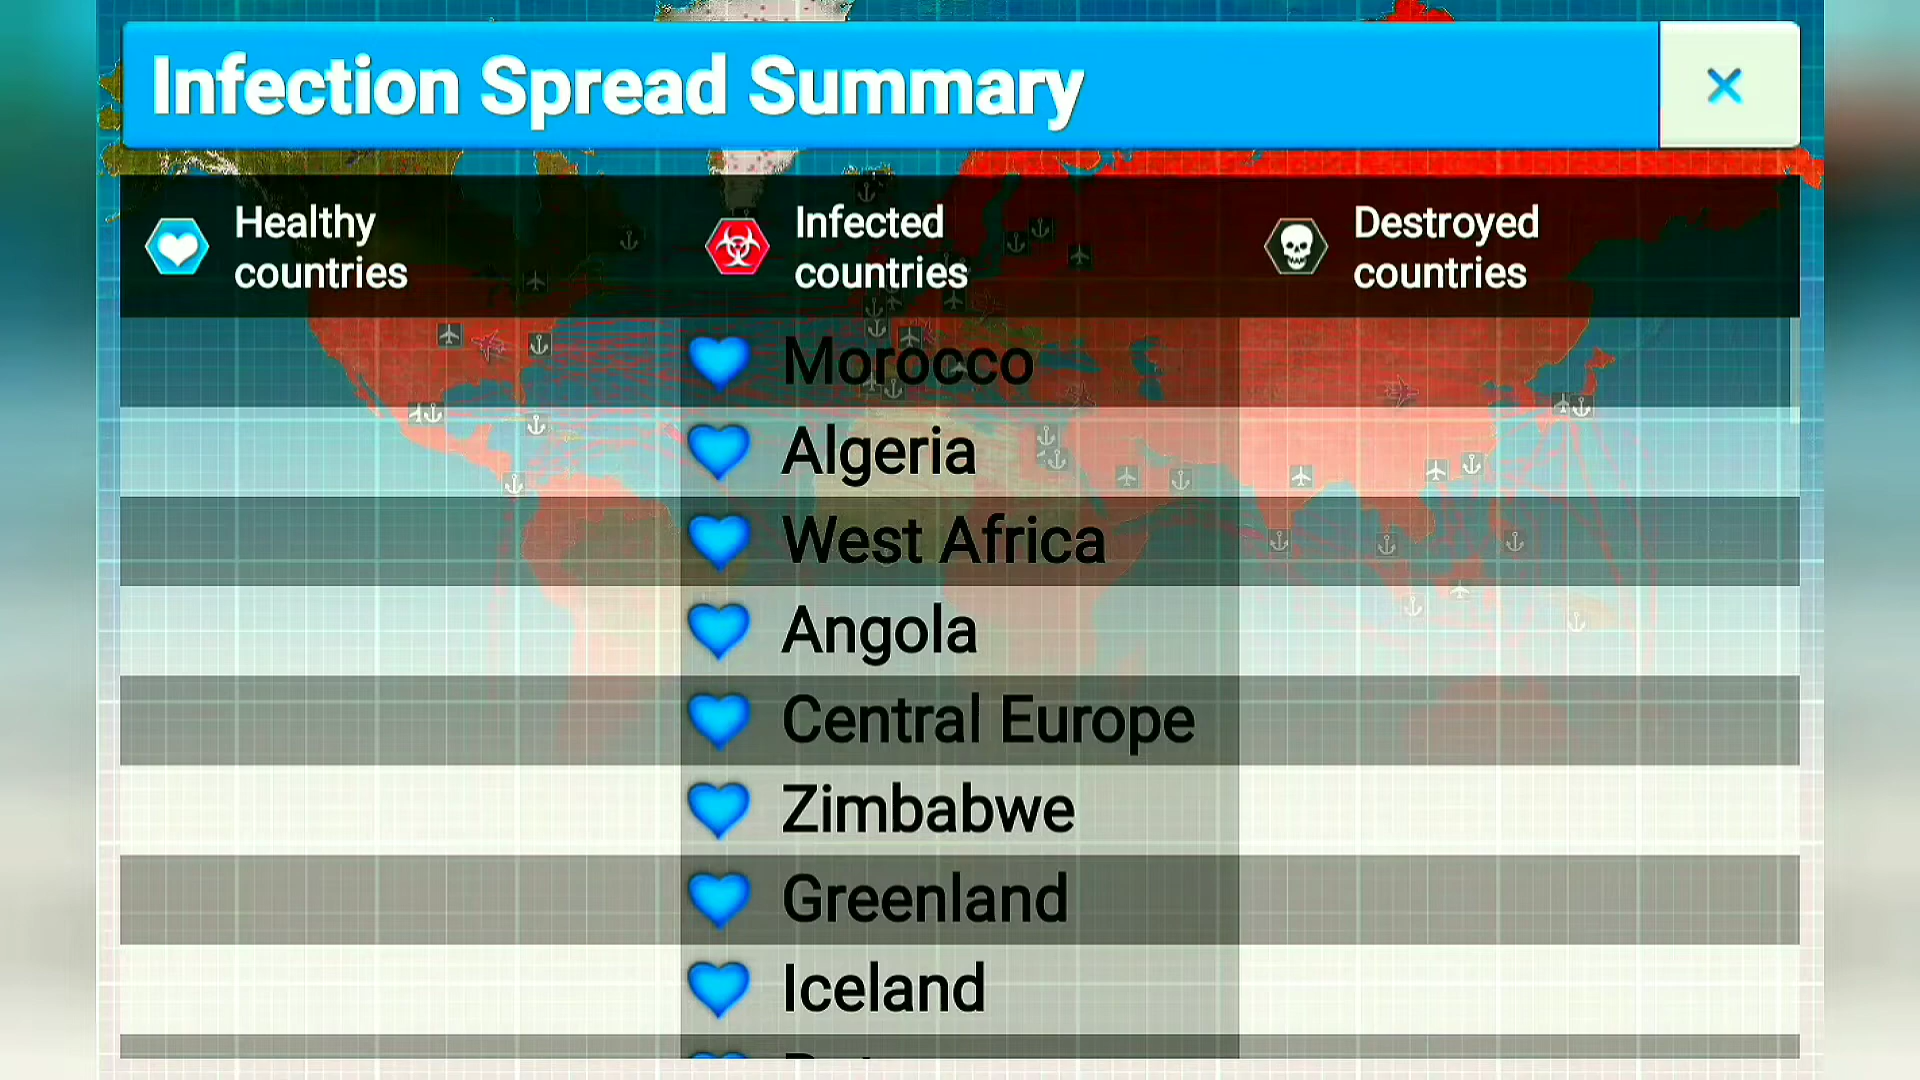 Infection Spread Summary
Healthy
countries
Infected
countries
Destroyed
countries
Morocco
Algeria
West Africa
Angola
Central Europe
Zimbabwe
Greenland
Iceland